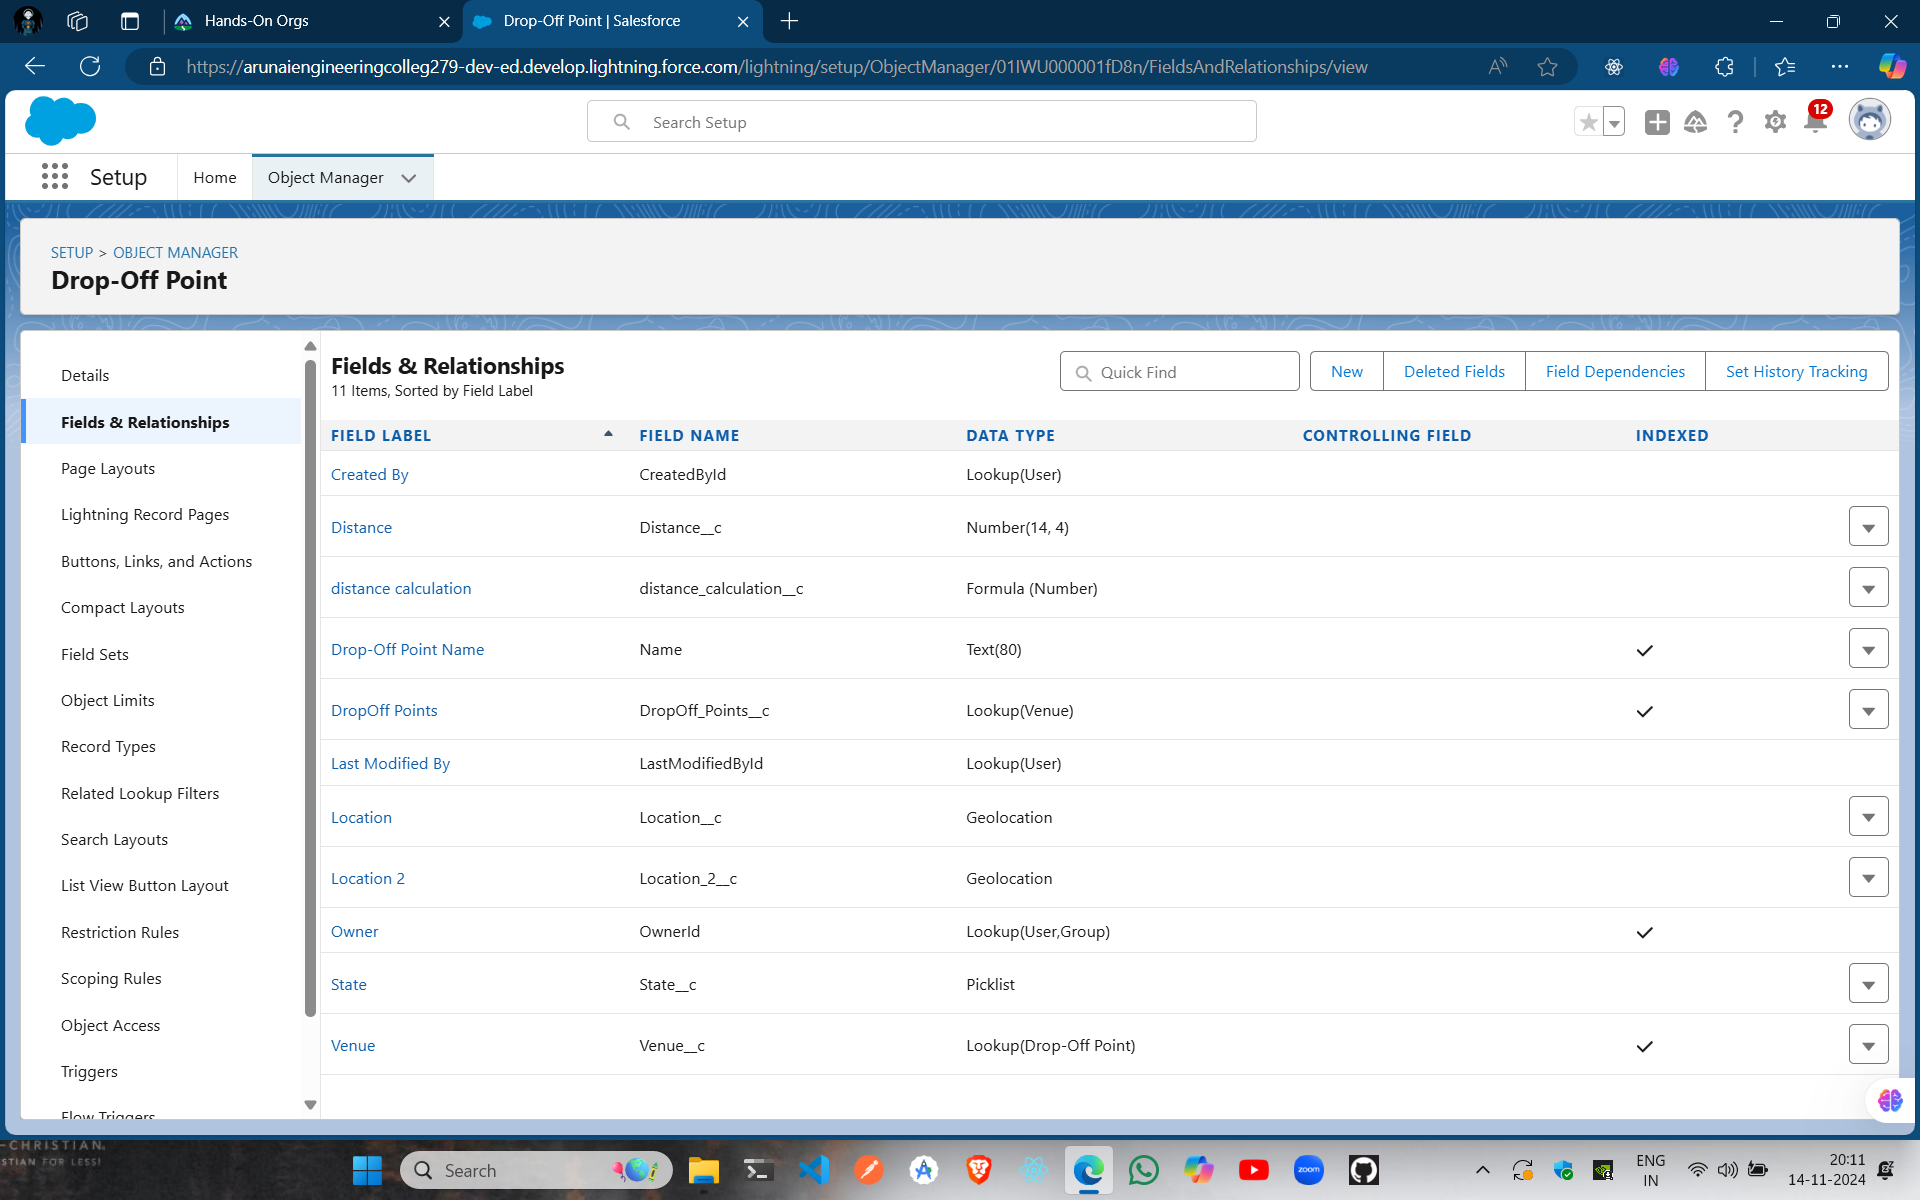 Hands-On Orgs
Drop-Off Point | Salesforce
https://arunaiengineeringcolleg279-dev-ed.develop.lightning.force.com/lightning/setup/ObjectManager/01IWU000001fD8n/FieldsAndRelationships/view
Search Setup
12
Setup
Home
Object Manager
SETUP > OBJECT MANAGER
Drop-Off Point
Details
Fields & Relationships
Page Layouts
Lightning Record Pages
Buttons, Links, and Actions
Compact Layouts
Field Sets
Object Limits
Record Types
Related Lookup Filters
Search Layouts
List View Button Layout
Restriction Rules
Scoping Rules
Object Access
Triggers
Flow Triggers
Fields & Relationships
11 Items, Sorted by Field Label
Quick Find
New
Deleted Fields
Field Dependencies
Set History Tracking
FIELD LABEL FIELD NAME DATA TYPE CONTROLLING FIELD INDEXED
Created By CreatedById Lookup(User)
Distance Distance__c Number(14, 4)
distance calculation distance_calculation__c Formula (Number)
Drop-Off Point Name Name Text(80)
DropOff Points DropOff_Points__c Lookup(Venue)
Last Modified By LastModifiedById Lookup(User)
Location Location__c Geolocation
Location 2 Location_2__c Geolocation
Owner OwnerId Lookup(User,Group)
State State__c Picklist
Venue Venue__c Lookup(Drop-Off Point)
-CHRISTIAN
STIAN FOR LESS!
Search
zoom
ENG
IN
20:11
14-11-2024